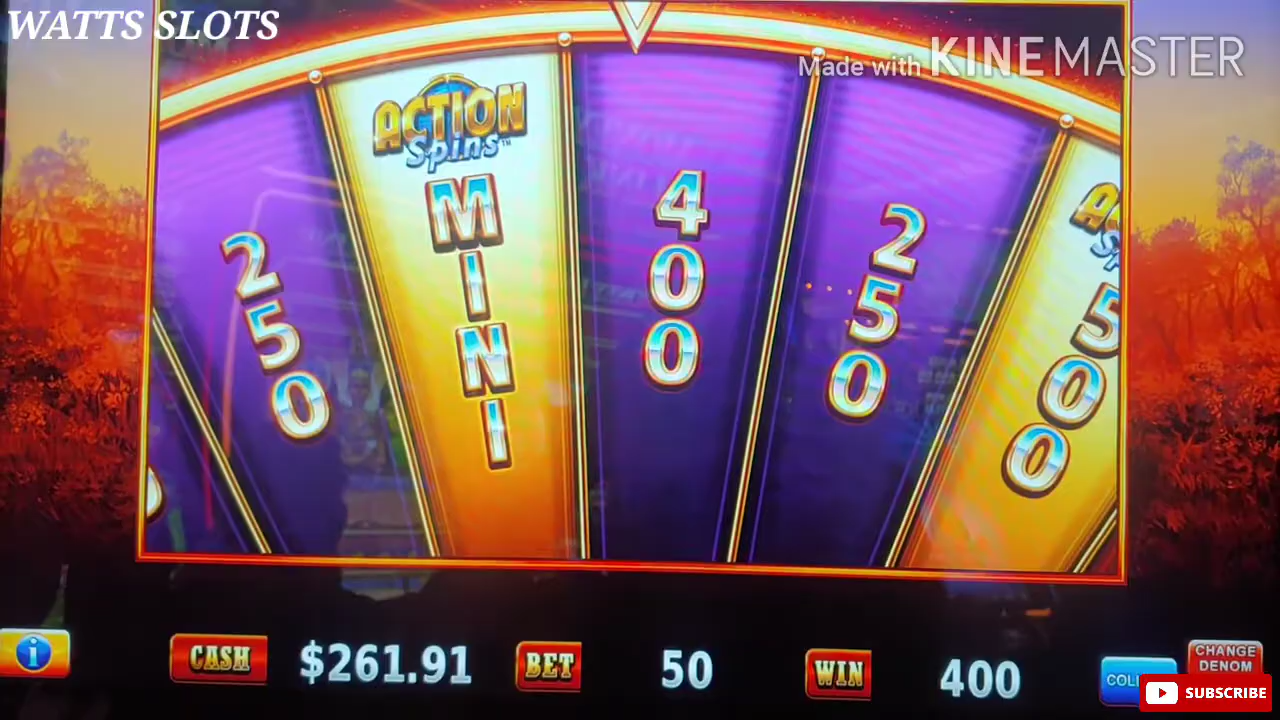 WATTS SLOTS
Made with KINEMASTER
ACTION
Spins™
MINI
250
400
250
500
CASH
$261.91
BET
50
WIN
400
CHANGE
DENOM
SUBSCRIBE